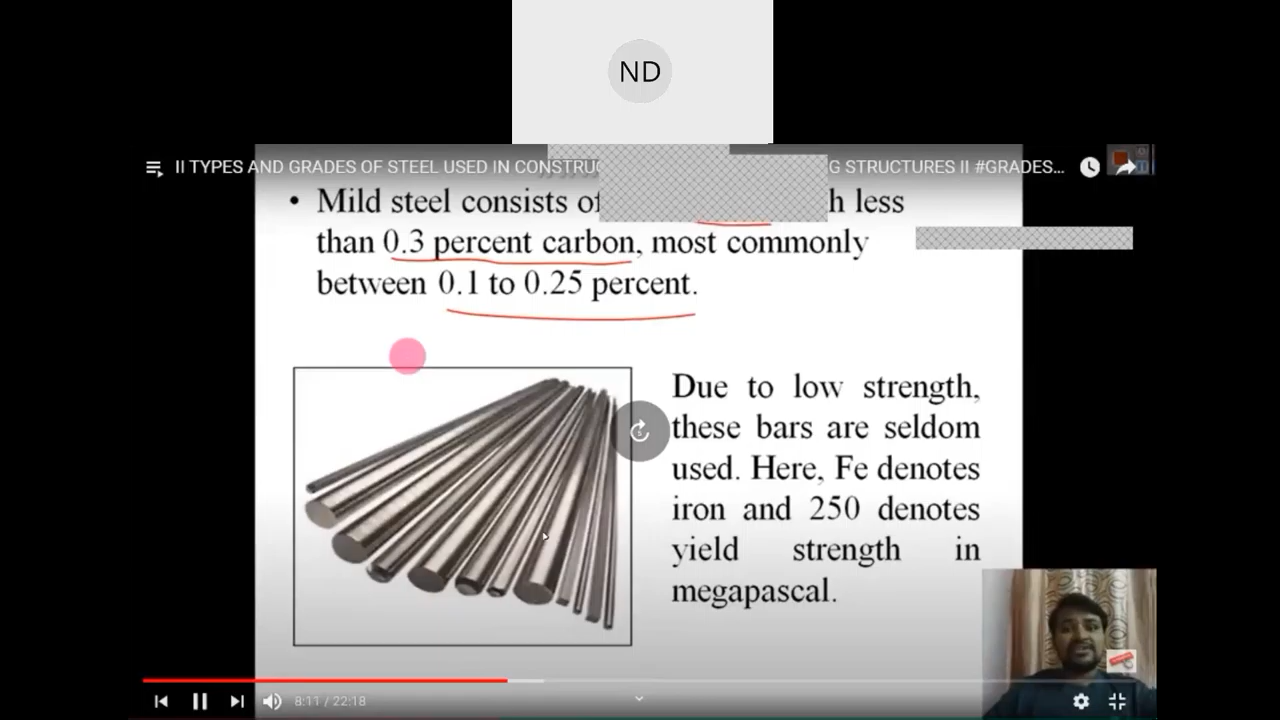 ND
II TYPES AND GRADES OF STEEL USED IN CONSTRUC G STRUCTURES II #GRADES...
• Mild steel consists of h less
than 0.3 percent carbon, most commonly
between 0.1 to 0.25 percent.
Due to low strength,
these bars are seldom
used. Here, Fe denotes
iron and 250 denotes
yield strength in
megapascal.
8:11 / 22:18